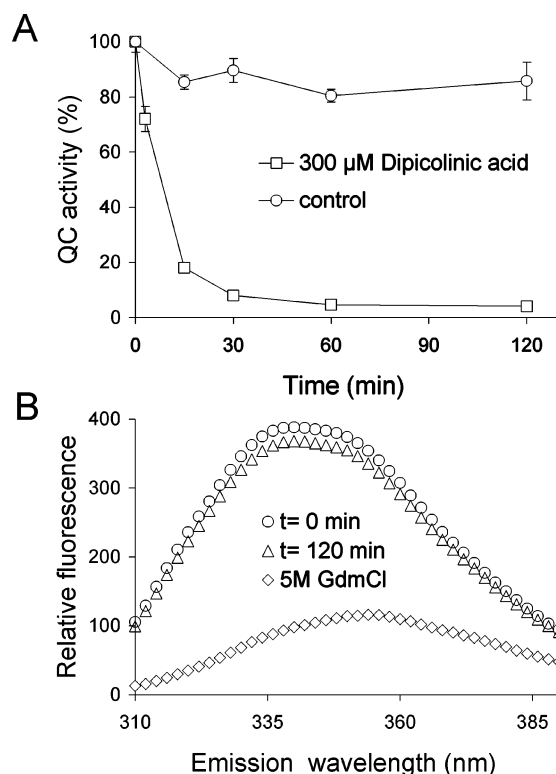 A
100
80
60
40
20
0
QC activity (%)
300 µM Dipicolinic acid
control
0
30
60
90
120
Time (min)
B
400
300
200
100
0
Relative fluorescence
t= 0 min
t= 120 min
5M GdmCl
310
335
360
385
Emission wavelength (nm)